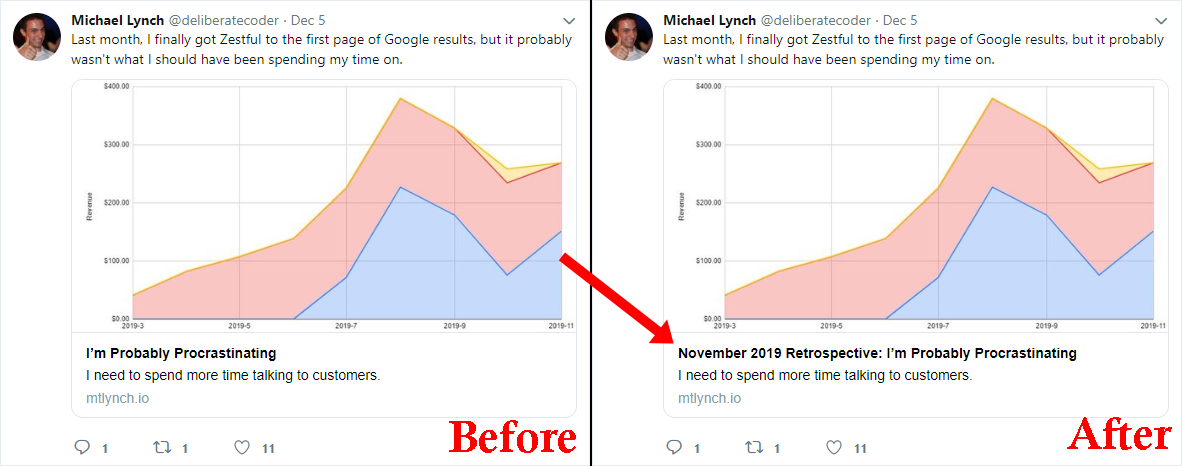 Michael Lynch @deliberatecoder · Dec 5
Last month, I finally got Zestful to the first page of Google results, but it probably
wasn't what I should have been spending my time on.
$400.00
$300.00
$200.00
$100.00
$0.00
Revenue
2019-3 2019-5 2019-7 2019-9 2019-11
I'm Probably Procrastinating
I need to spend more time talking to customers.
mtlynch.io
1 1 11
Before
Michael Lynch @deliberatecoder · Dec 5
Last month, I finally got Zestful to the first page of Google results, but it probably
wasn't what I should have been spending my time on.
$400.00
$300.00
$200.00
$100.00
$0.00
Revenue
2019-3 2019-5 2019-7 2019-9 2019-11
November 2019 Retrospective: I'm Probably Procrastinating
I need to spend more time talking to customers.
mtlynch.io
1 1 11
After